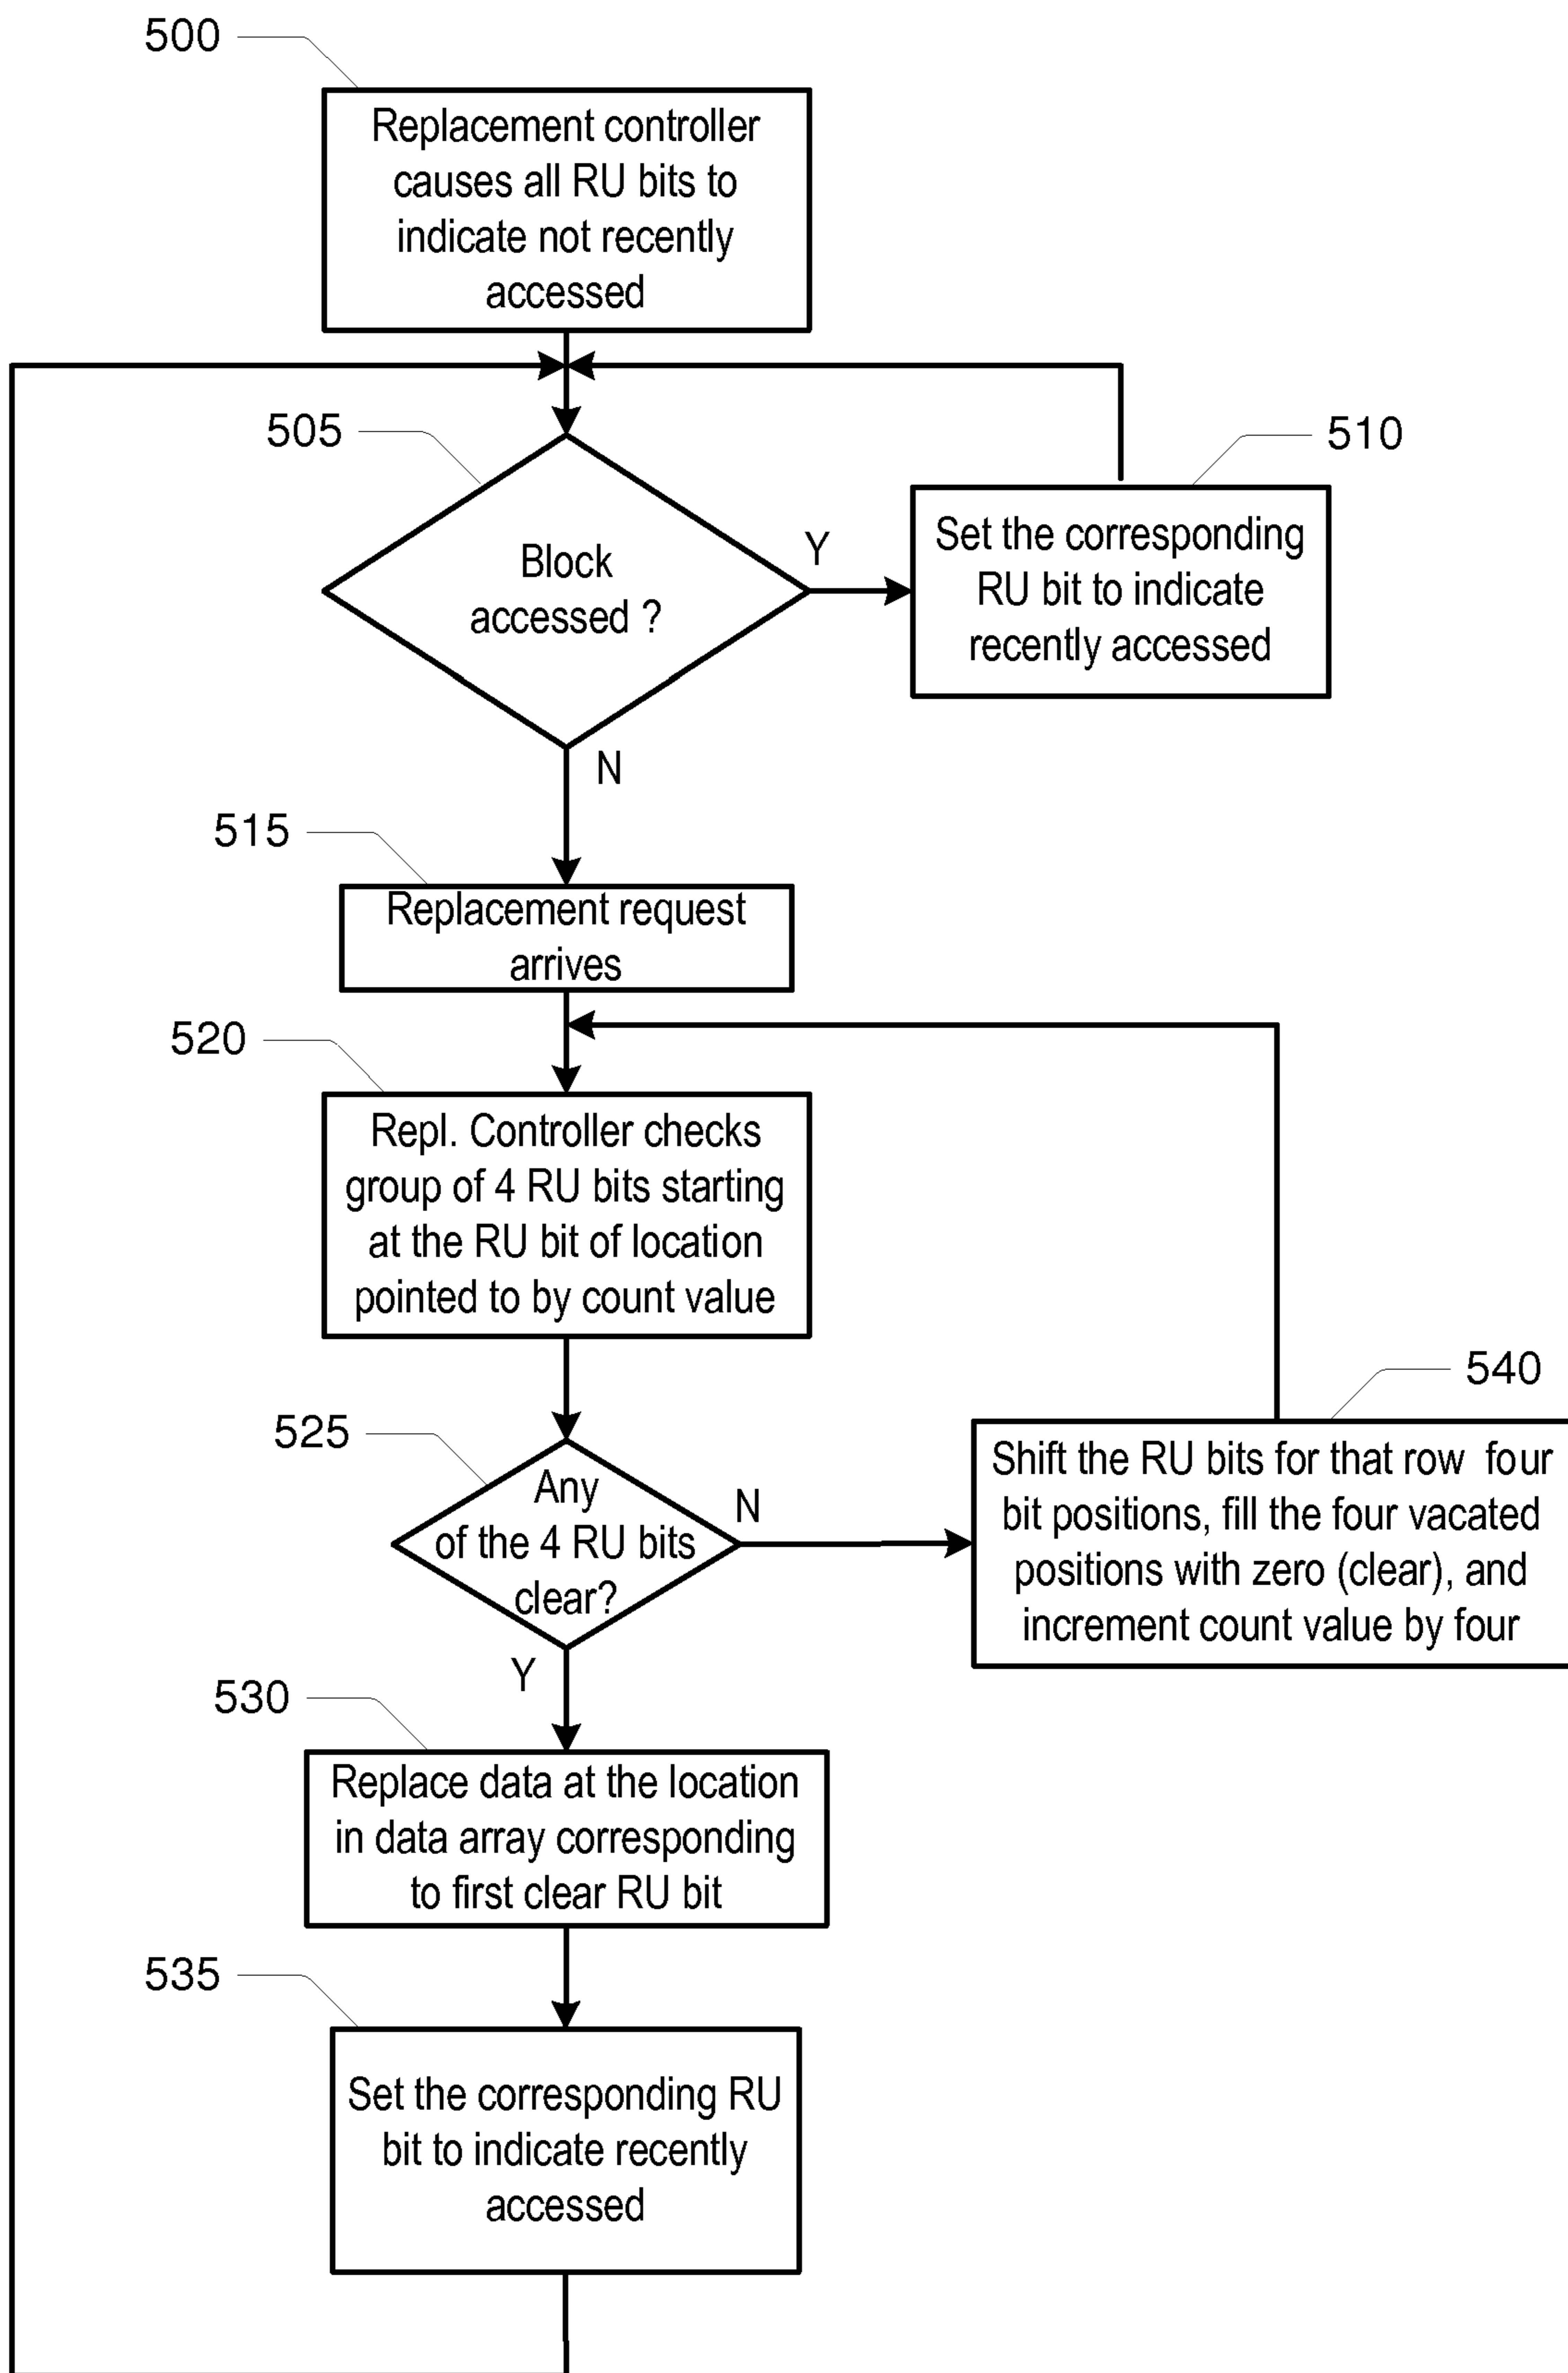 500
Replacement controller
causes all RU bits to
indicate not recently
accessed
505
510
Block
accessed ?
Y
Set the corresponding
RU bit to indicate
recently accessed
N
515
Replacement request
arrives
520
Repl. Controller checks
group of 4 RU bits starting
at the RU bit of location
pointed to by count value
525
540
Any
of the 4 RU bits
clear?
N
Shift the RU bits for that row four
bit positions, fill the four vacated
positions with zero (clear), and
increment count value by four
Y
530
Replace data at the location
in data array corresponding
to first clear RU bit
535
Set the corresponding RU
bit to indicate recently
accessed